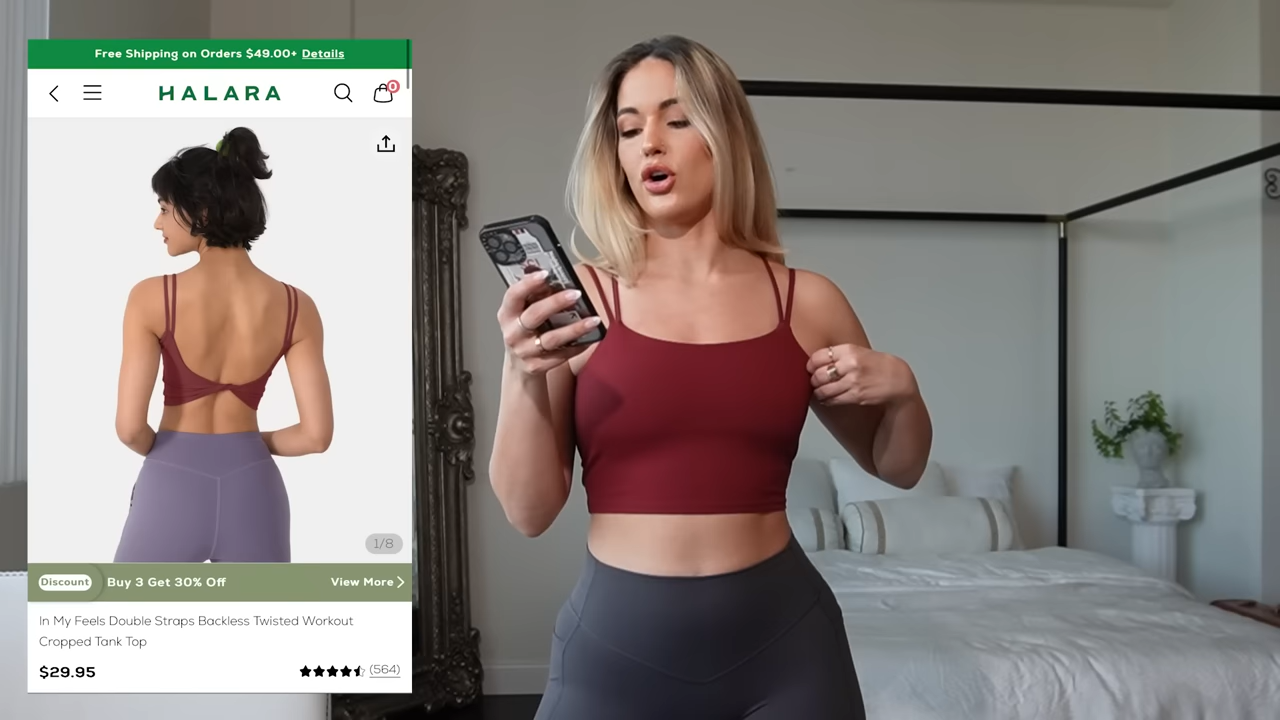 Free Shipping on Orders $49.00+ Details
HALARA
0
1/8
Discount Buy 3 Get 30% Off View More
In My Feels Double Straps Backless Twisted Workout
Cropped Tank Top
$29.95 (564)